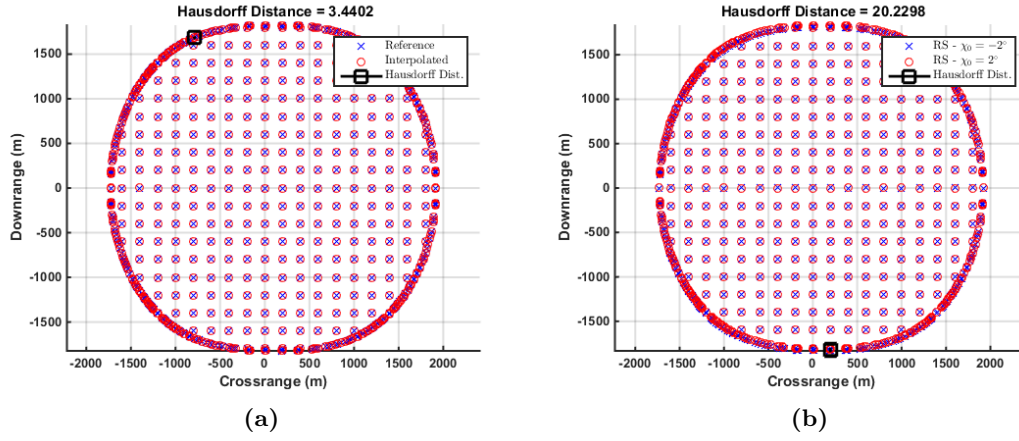 Hausdorff Distance = 3.4402
1500
1000
500
0
-500
-1000
-1500
Downrange (m)
-2000 -1500 -1000 -500 0 500 1000 1500 2000
Crossrange (m)
Reference
Interpolated
Hausdorff Dist.
(a)
Hausdorff Distance = 20.2298
1500
1000
500
0
-500
-1000
-1500
Downrange (m)
-2000 -1500 -1000 -500 0 500 1000 1500 2000
Crossrange (m)
RS - χ₀ = −2°
RS - χ₀ = 2°
Hausdorff Dist.
(b)